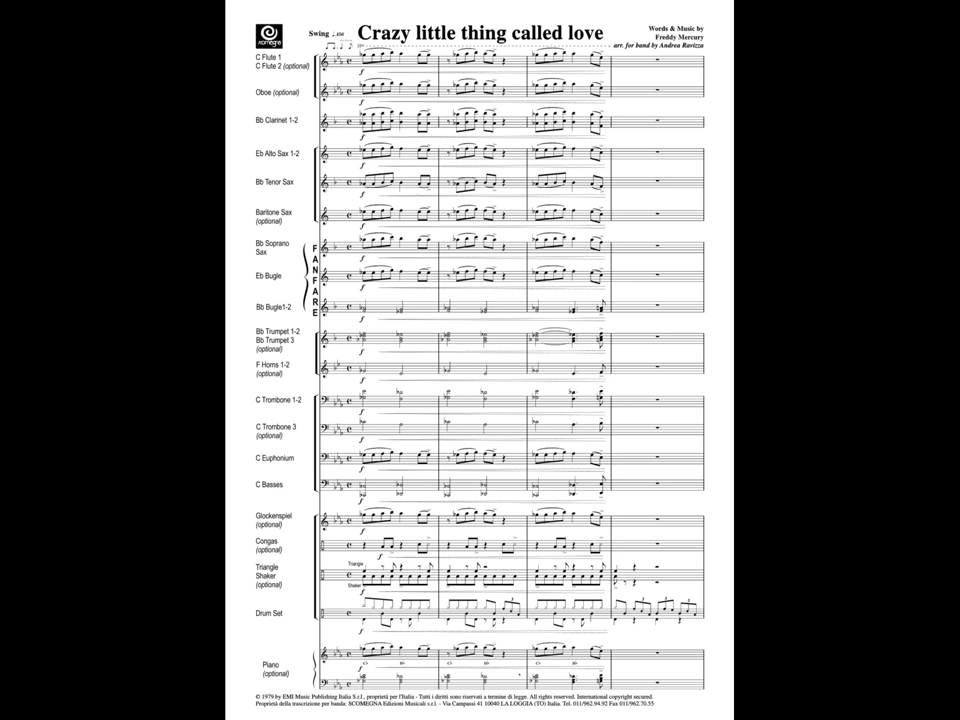 scomegna
Swing
Crazy little thing called love
Words & Music by
Freddy Mercury
arr. for band by Andrea Ravizza
C Flute 1
C Flute 2 (optional)
Oboe (optional)
Bb Clarinet 1-2
Eb Alto Sax 1-2
Bb Tenor Sax
Baritone Sax
(optional)
Bb Soprano
Sax
FANFARE
Eb Bugle
Bb Bugle1-2
Bb Trumpet 1-2
Bb Trumpet 3
(optional)
F Horns 1-2
(optional)
C Trombone 1-2
C Trombone 3
(optional)
C Euphonium
C Basses
Glockenspiel
(optional)
Congas
(optional)
Triangle
Shaker
(optional)
Triangle
Shaker
Drum Set
Piano
(optional)
© 1979 by EMI Music Publishing Italia S.r.l., proprietà per l'Italia - Tutti i diritti sono riservati a termine di legge. All rights reserved. International copyright secured.
Proprietà della trascrizione per banda: SCOMEGNA Edizioni Musicali s.r.l. - Via Campassi 41 10040 LA LOGGIA (TO) Italia. Tel. 011/962.94.92 Fax 011/962.70.55